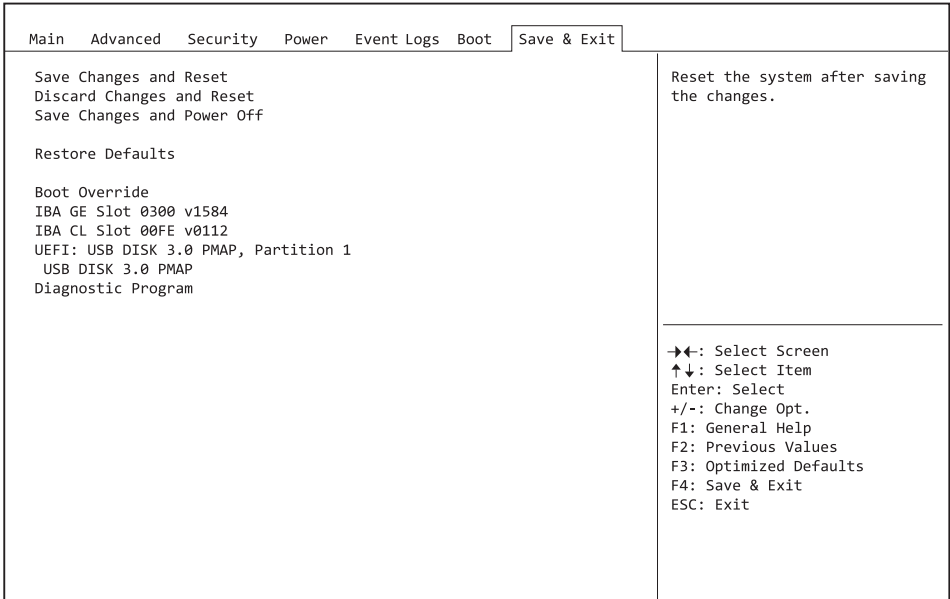 Main Advanced Security Power Event Logs Boot Save & Exit
Save Changes and Reset
Discard Changes and Reset
Save Changes and Power Off
Restore Defaults
Boot Override
IBA GE Slot 0300 v1584
IBA CL Slot 00FE v0112
UEFI: USB DISK 3.0 PMAP, Partition 1
USB DISK 3.0 PMAP
Diagnostic Program
Reset the system after saving
the changes.
→←: Select Screen
↑↓: Select Item
Enter: Select
+/-: Change Opt.
F1: General Help
F2: Previous Values
F3: Optimized Defaults
F4: Save & Exit
ESC: Exit